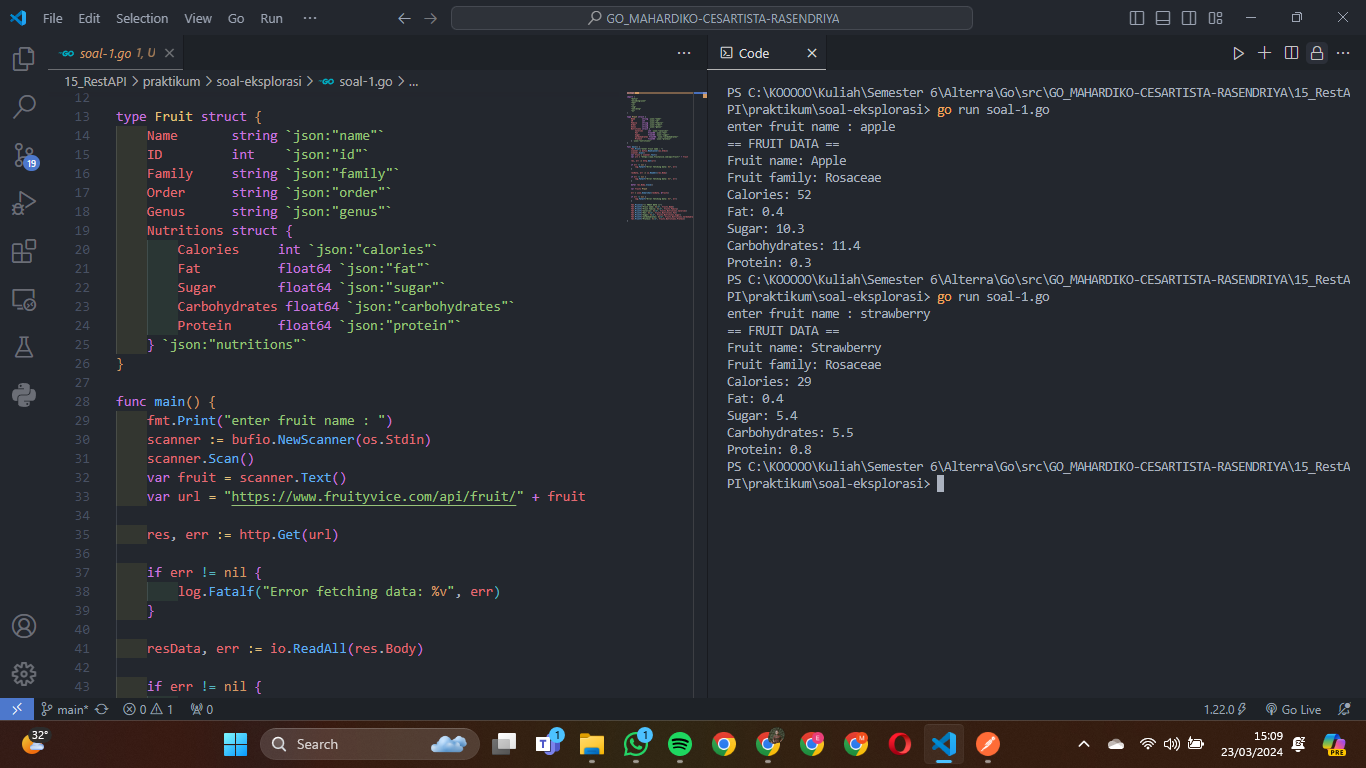 File Edit Selection View Go Run ···
GO_MAHARDIKO-CESARTISTA-RASENDRIYA
soal-1.go 1, U
Code
15_RestAPI > praktikum > soal-eksplorasi > soal-1.go > ...
12
13 type Fruit struct {
14 Name string `json:"name"`
15 ID int `json:"id"`
16 Family string `json:"family"`
17 Order string `json:"order"`
18 Genus string `json:"genus"`
19 Nutritions struct {
20 Calories int `json:"calories"`
21 Fat float64 `json:"fat"`
22 Sugar float64 `json:"sugar"`
23 Carbohydrates float64 `json:"carbohydrates"`
24 Protein float64 `json:"protein"`
25 } `json:"nutritions"`
26 }
27
28 func main() {
29 fmt.Print("enter fruit name : ")
30 scanner := bufio.NewScanner(os.Stdin)
31 scanner.Scan()
32 var fruit = scanner.Text()
33 var url = "https://www.fruityvice.com/api/fruit/" + fruit
34
35 res, err := http.Get(url)
36
37 if err != nil {
38 log.Fatalf("Error fetching data: %v", err)
39 }
40
41 resData, err := io.ReadAll(res.Body)
42
43 if err != nil {
PS C:\KOOOOO\Kuliah\Semester 6\Alterra\Go\src\GO_MAHARDIKO-CESARTISTA-RASENDRIYA\15_RestA
PI\praktikum\soal-eksplorasi> go run soal-1.go
enter fruit name : apple
== FRUIT DATA ==
Fruit name: Apple
Fruit family: Rosaceae
Calories: 52
Fat: 0.4
Sugar: 10.3
Carbohydrates: 11.4
Protein: 0.3
PS C:\KOOOOO\Kuliah\Semester 6\Alterra\Go\src\GO_MAHARDIKO-CESARTISTA-RASENDRIYA\15_RestA
PI\praktikum\soal-eksplorasi> go run soal-1.go
enter fruit name : strawberry
== FRUIT DATA ==
Fruit name: Strawberry
Fruit family: Rosaceae
Calories: 29
Fat: 0.4
Sugar: 5.4
Carbohydrates: 5.5
Protein: 0.8
PS C:\KOOOOO\Kuliah\Semester 6\Alterra\Go\src\GO_MAHARDIKO-CESARTISTA-RASENDRIYA\15_RestA
PI\praktikum\soal-eksplorasi>
19
main* 0 1 0
1.22.0 Go Live
32°
Search
1
1
15:09
23/03/2024
PRE